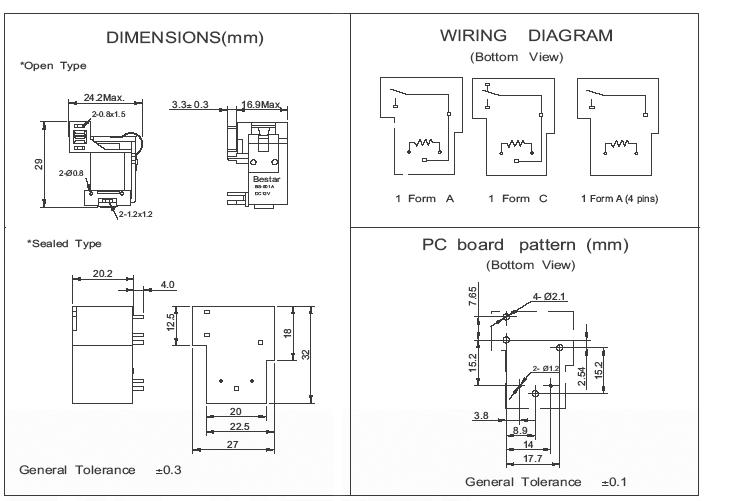 DIMENSIONS(mm)
*Open Type
24.2Max.
2-0.8x1.5
29
2-Ø0.8
2-1.2x1.2
3.3±0.3
16.9Max.
Bestar
BS-901A
DC12V
*Sealed Type
20.2
4.0
12.5
18
32
20
22.5
27
General Tolerance ±0.3
WIRING DIAGRAM
(Bottom View)
1 Form A
1 Form C
1 Form A (4 pins)
PC board pattern (mm)
(Bottom View)
7.65
4- Ø2.1
15.2
2- Ø1.2
2.54
15.2
3.8
8.9
14
17.7
General Tolerance ±0.1